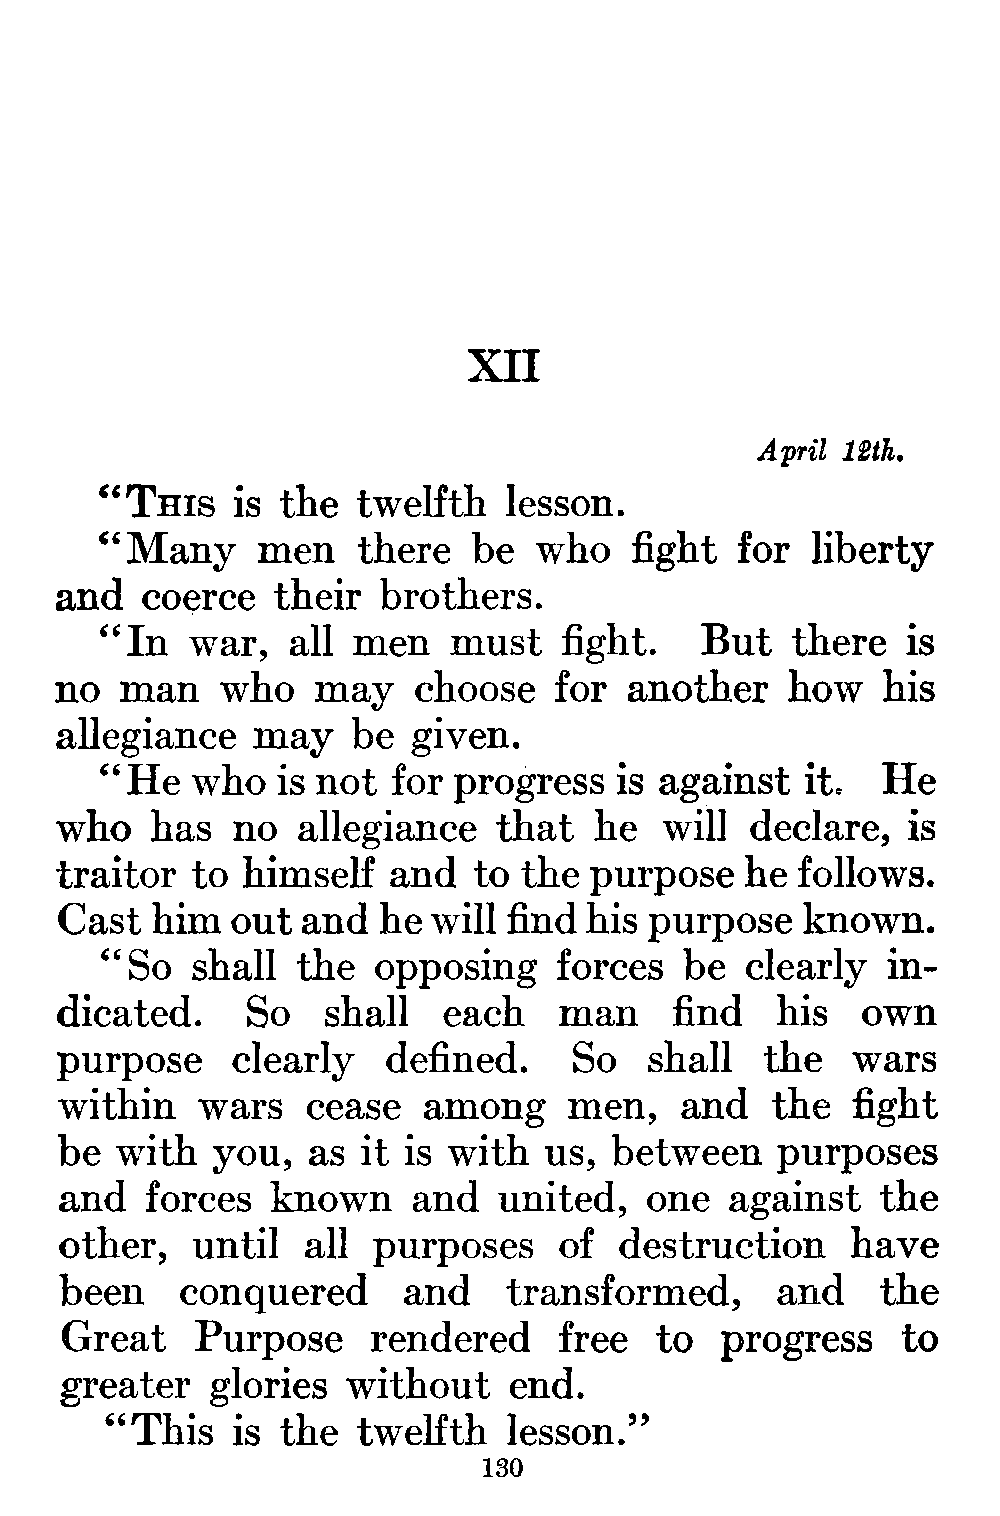 XII
April 12th.
“THIS is the twelfth lesson.
“Many men there be who fight for liberty
and coerce their brothers.
“In war, all men must fight. But there is
no man who may choose for another how his
allegiance may be given.
“He who is not for progress is against it. He
who has no allegiance that he will declare, is
traitor to himself and to the purpose he follows.
Cast him out and he will find his purpose known.
“So shall the opposing forces be clearly in-
dicated. So shall each man find his own
purpose clearly defined. So shall the wars
within wars cease among men, and the fight
be with you, as it is with us, between purposes
and forces known and united, one against the
other, until all purposes of destruction have
been conquered and transformed, and the
Great Purpose rendered free to progress to
greater glories without end.
“This is the twelfth lesson.”
130